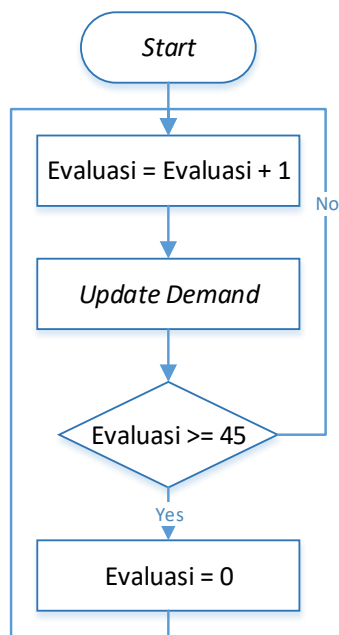 Start
Evaluasi = Evaluasi + 1
No
Update Demand
Evaluasi >= 45
Yes
Evaluasi = 0